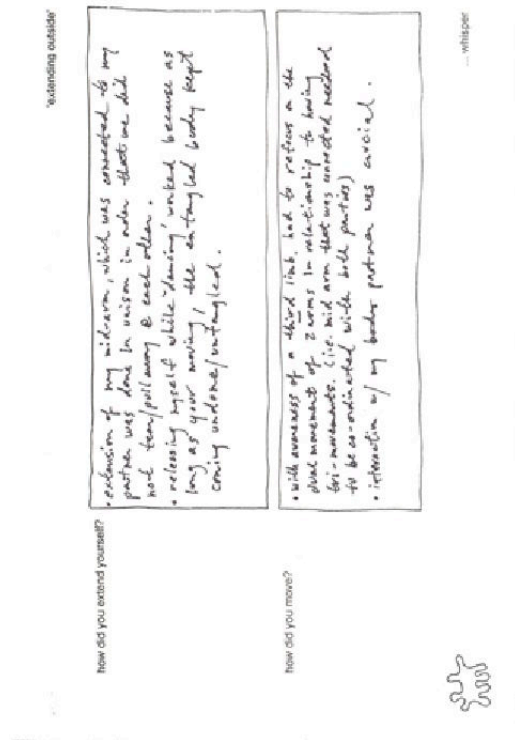 'extending outside'
how did you extend yourself?
• extension of my mid-arm, which was connected to my
partner was done in unison in order that we did
not tear/pull away @ each other.
• releasing myself while 'dancing' worked because as
long as your moving, the entangled body kept
coming undone/untangled.
how did you move?
• with awareness of a third limb. had to refocus on the
dual movement of 2 arms in relationship to having
tri-movements. (i.e. mid arm that was connected needed
to be co-ordinated with both parties)
• interaction w/ my bodies partner was crucial.
... whisper